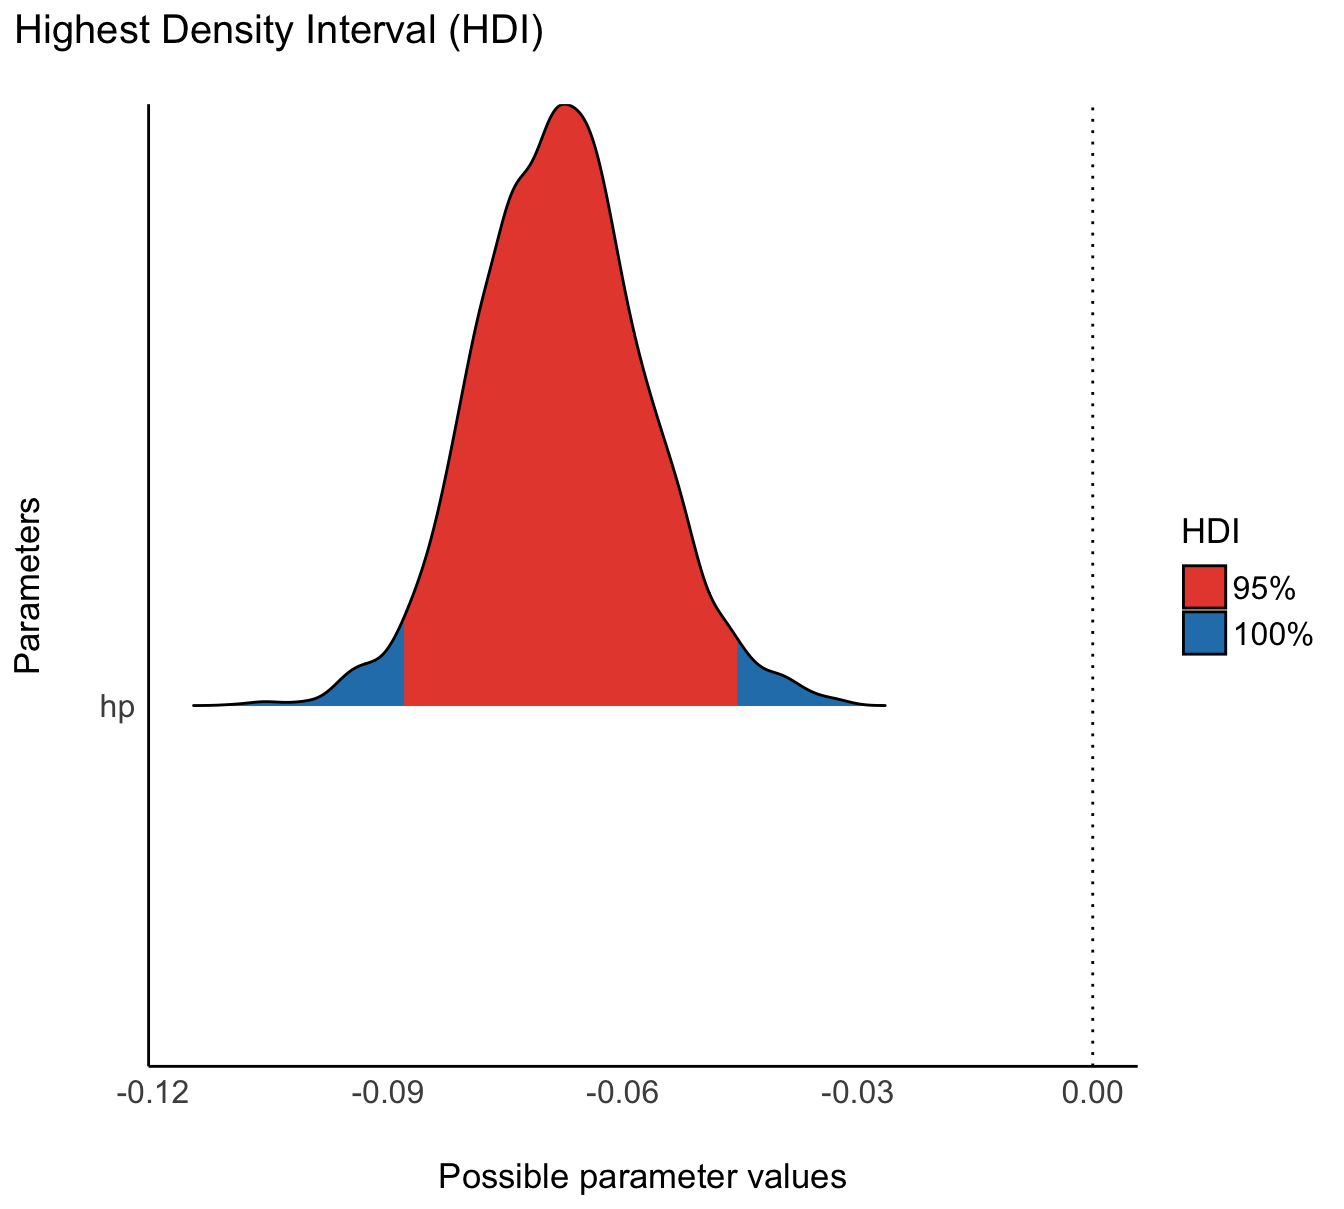 Highest Density Interval (HDI)
Parameters
hp
HDI
95%
100%
-0.12 -0.09 -0.06 -0.03 0.00
Possible parameter values